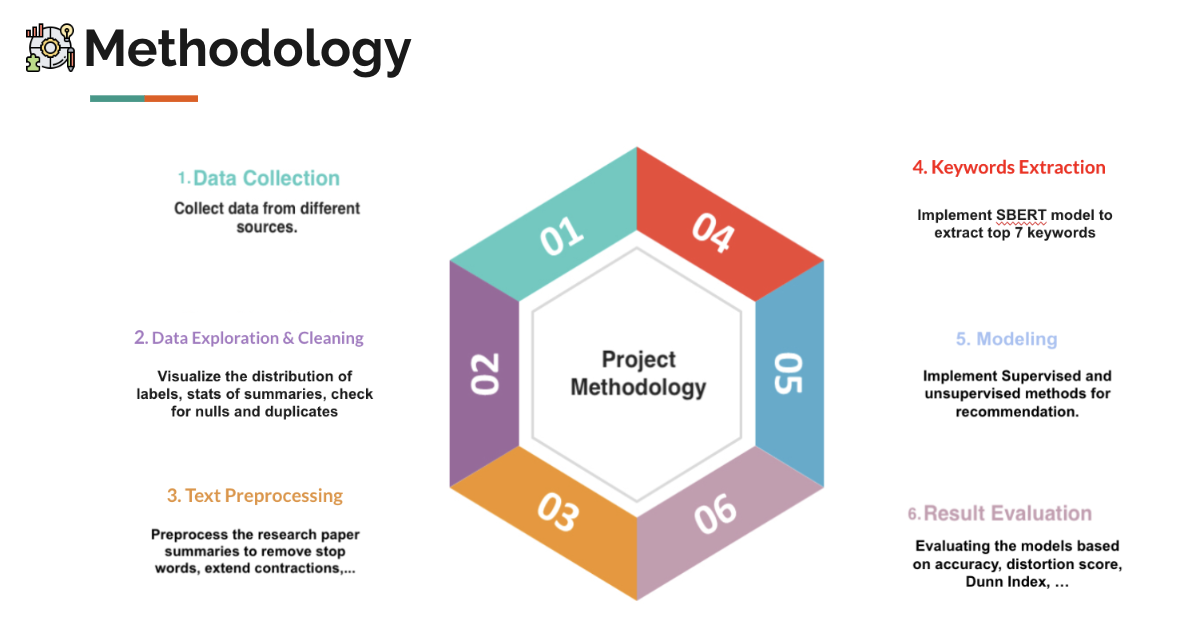 Methodology
1. Data Collection
Collect data from different
sources.
2. Data Exploration & Cleaning
Visualize the distribution of
labels, stats of summaries, check
for nulls and duplicates
3. Text Preprocessing
Preprocess the research paper
summaries to remove stop
words, extend contractions,...
01
02
03
04
05
06
Project
Methodology
4. Keywords Extraction
Implement SBERT model to
extract top 7 keywords
5. Modeling
Implement Supervised and
unsupervised methods for
recommendation.
6. Result Evaluation
Evaluating the models based
on accuracy, distortion score,
Dunn Index, ...